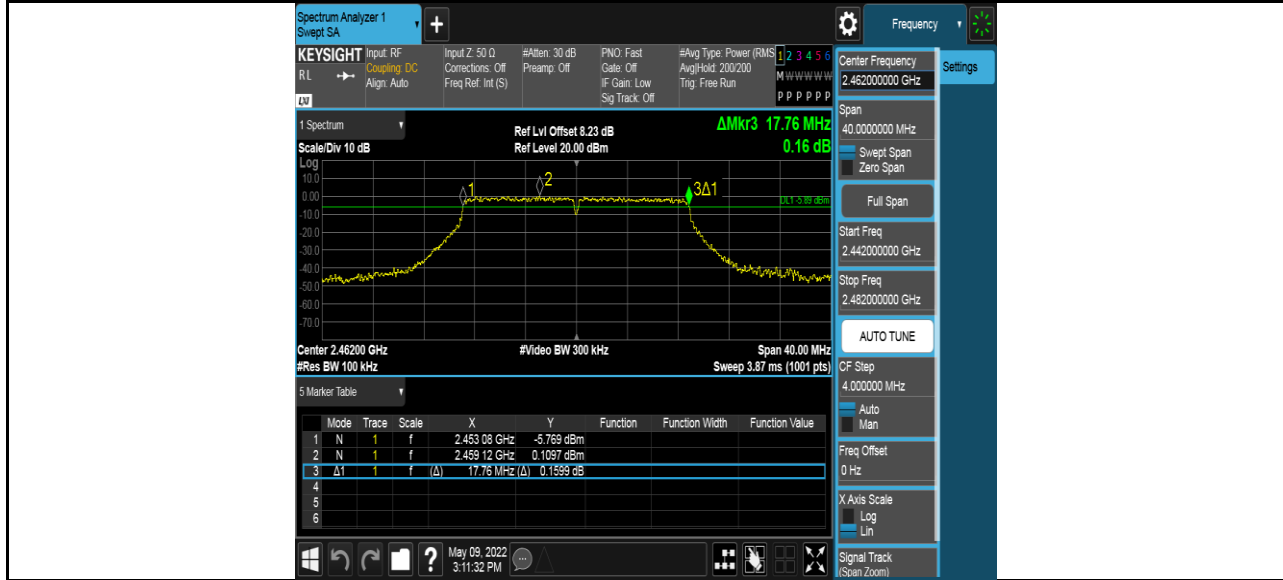 Spectrum Analyzer 1
Swept SA
+
Frequency
KEYSIGHT
RL
LXI
Input: RF
Coupling: DC
Align: Auto
Input Z: 50 Ω
Corrections: Off
Freq Ref: Int (S)
#Atten: 30 dB
Preamp: Off
PNO: Fast
Gate: Off
IF Gain: Low
Sig Track: Off
#Avg Type: Power (RMS
Avg|Hold: 200/200
Trig: Free Run
1 2 3 4 5 6
M W W W W W
P P P P P P
1 Spectrum
Scale/Div 10 dB
Ref Lvl Offset 8.23 dB
Ref Level 20.00 dBm
ΔMkr3 17.76 MHz
0.16 dB
Log
10.0
0.00
-10.0
-20.0
-30.0
-40.0
-50.0
-60.0
-70.0
1
2
3Δ1
DL1 -5.89 dBm
Center 2.46200 GHz
#Video BW 300 kHz
Span 40.00 MHz
#Res BW 100 kHz
Sweep 3.87 ms (1001 pts)
5 Marker Table
Mode Trace Scale X Y Function Function Width Function Value
1 N 1 f 2.453 08 GHz -5.769 dBm
2 N 1 f 2.459 12 GHz 0.1097 dBm
3 Δ1 1 f (Δ) 17.76 MHz (Δ) 0.1599 dB
4
5
6
May 09, 2022
3:11:32 PM
Center Frequency
2.462000000 GHz
Settings
Span
40.0000000 MHz
Swept Span
Zero Span
Full Span
Start Freq
2.442000000 GHz
Stop Freq
2.482000000 GHz
AUTO TUNE
CF Step
4.000000 MHz
Auto
Man
Freq Offset
0 Hz
X Axis Scale
Log
Lin
Signal Track
(Span Zoom)